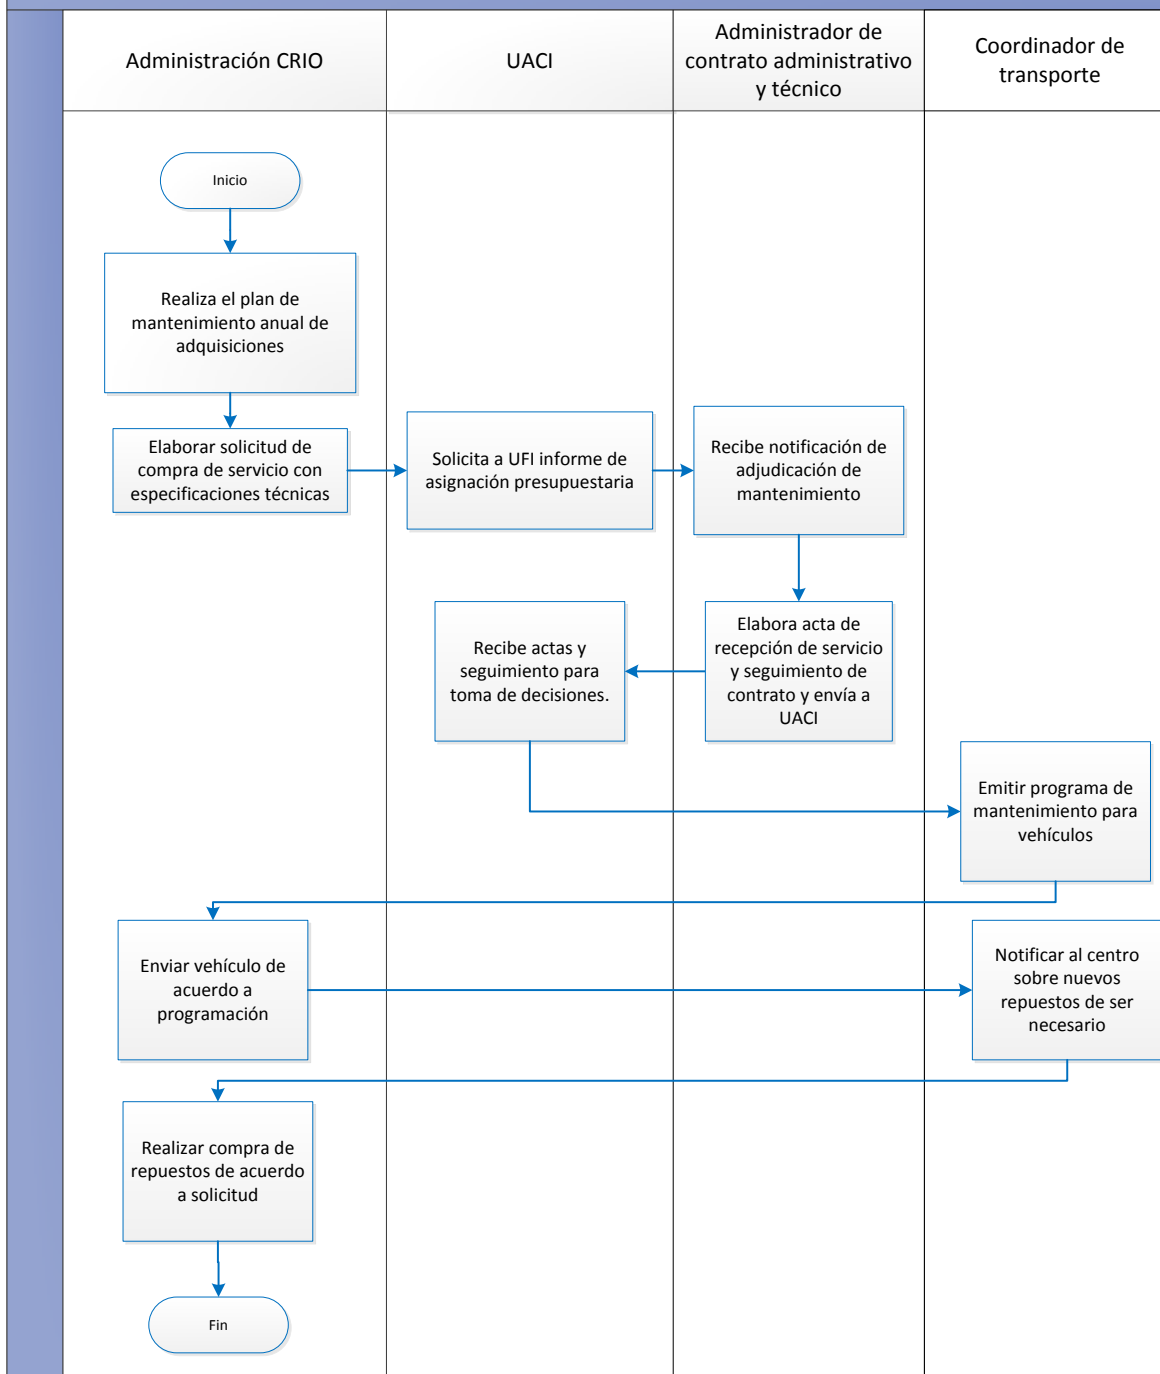 Administración CRIO
UACI
Administrador de
contrato administrativo
y técnico
Coordinador de
transporte
Inicio
Realiza el plan de
mantenimiento anual de
adquisiciones
Elaborar solicitud de
compra de servicio con
especificaciones técnicas
Solicita a UFI informe de
asignación presupuestaria
Recibe notificación de
adjudicación de
mantenimiento
Elabora acta de
recepción de servicio
y seguimiento de
contrato y envía a
UACI
Recibe actas y
seguimiento para
toma de decisiones.
Emitir programa de
mantenimiento para
vehículos
Enviar vehículo de
acuerdo a
programación
Notificar al centro
sobre nuevos
repuestos de ser
necesario
Realizar compra de
repuestos de acuerdo
a solicitud
Fin